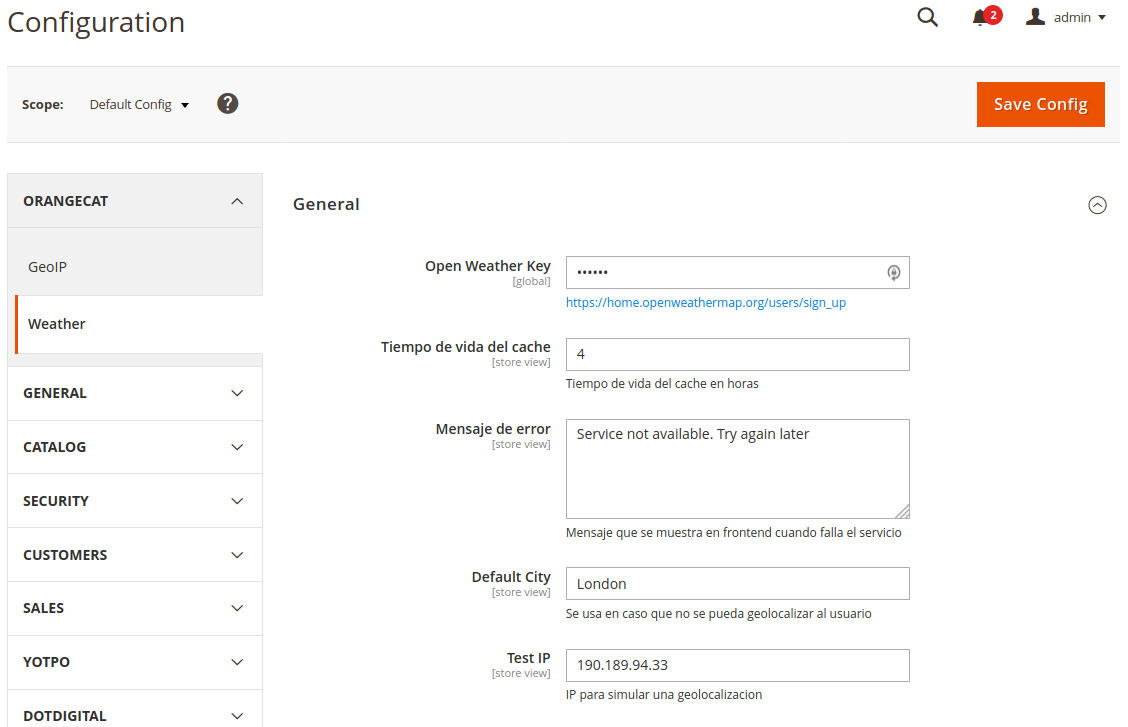 Configuration
2
admin
Scope:
Default Config
?
Save Config
ORANGECAT
GeoIP
Weather
GENERAL
CATALOG
SECURITY
CUSTOMERS
SALES
YOTPO
DOTDIGITAL
General
Open Weather Key
[global]
••••••
https://home.openweathermap.org/users/sign_up
Tiempo de vida del cache
[store view]
4
Tiempo de vida del cache en horas
Mensaje de error
[store view]
Service not available. Try again later
Mensaje que se muestra en frontend cuando falla el servicio
Default City
[store view]
London
Se usa en caso que no se pueda geolocalizar al usuario
Test IP
[store view]
190.189.94.33
IP para simular una geolocalizacion